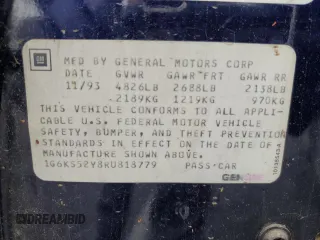 GM
MFD BY GENERAL MOTORS CORP
DATE GVWR GAWR FRT GAWR RR
11/93 4826LB 2688LB 2138LB
2189KG 1219KG 970KG
THIS VEHICLE CONFORMS TO ALL APPLI-
CABLE U.S. FEDERAL MOTOR VEHICLE
SAFETY, BUMPER, AND THEFT PREVENTION
STANDARDS IN EFFECT ON THE DATE OF
MANUFACTURE SHOWN ABOVE.
1G6KS52Y8RU813779 PASS-CAR
DREAMBID